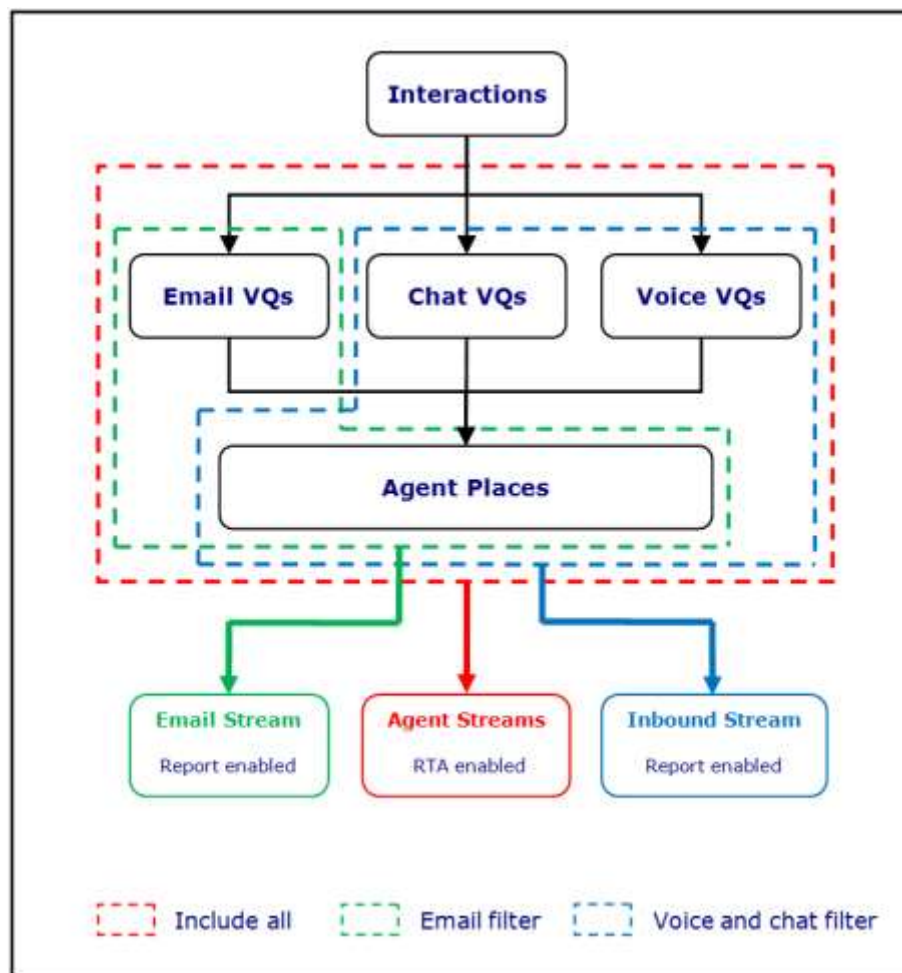 Interactions
Email VQs
Chat VQs
Voice VQs
Agent Places
Email Stream
Report enabled
Agent Streams
RTA enabled
Inbound Stream
Report enabled
Include all
Email filter
Voice and chat filter